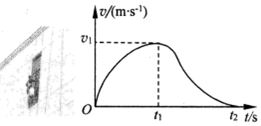 v/(m·s⁻¹)
v₁
O
t₁
t₂ t/s